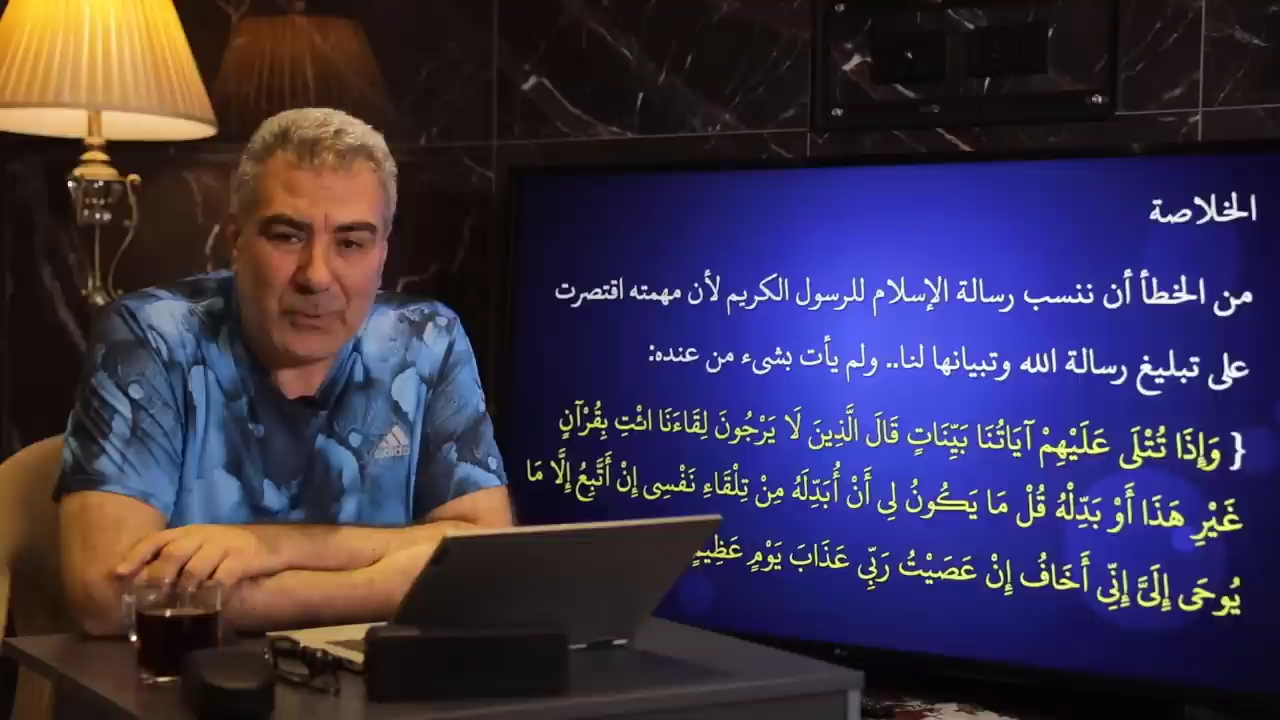 الخلاصة
من الخطأ أن ننسب رسالة الإسلام للرسول الكريم لأن مهمته اقتصرت
على تبليغ رسالة الله وتبيانها لنا.. ولم يأت بشىء من عنده:
{ وَإِذَا تُتْلَى عَلَيْهِمْ آيَاتُنَا بَيِّنَاتٍ قَالَ الَّذِينَ لَا يَرْجُونَ لِقَاءَنَا ائْتِ بِقُرْآنٍ
غَيْرِ هَذَا أَوْ بَدِّلْهُ قُلْ مَا يَكُونُ لِي أَنْ أُبَدِّلَهُ مِنْ تِلْقَاءِ نَفْسِى إِنْ أَتَّبِعُ إِلَّا مَا
يُوحَى إِلَىَّ إِنِّي أَخَافُ إِنْ عَصَيْتُ رَبِّي عَذَابَ يَوْمٍ عَظِيمٍ
adidas